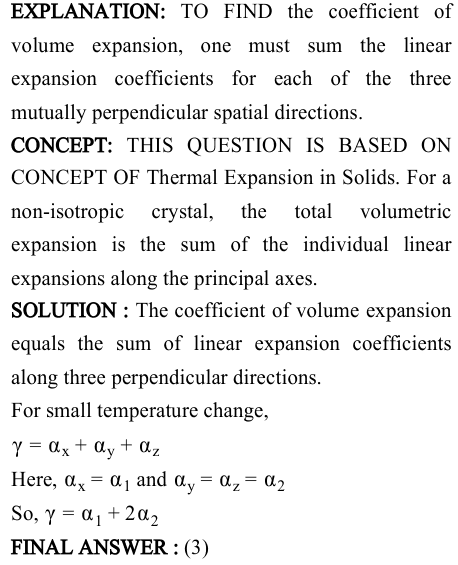 EXPLANATION: TO FIND the coefficient of
volume expansion, one must sum the linear
expansion coefficients for each of the three
mutually perpendicular spatial directions.
CONCEPT: THIS QUESTION IS BASED ON
CONCEPT OF Thermal Expansion in Solids. For a
non-isotropic crystal, the total volumetric
expansion is the sum of the individual linear
expansions along the principal axes.
SOLUTION : The coefficient of volume expansion
equals the sum of linear expansion coefficients
along three perpendicular directions.
For small temperature change,
γ = αₓ + α_y + α_z
Here, αₓ = α₁ and α_y = α_z = α₂
So, γ = α₁ + 2α₂
FINAL ANSWER : (3)